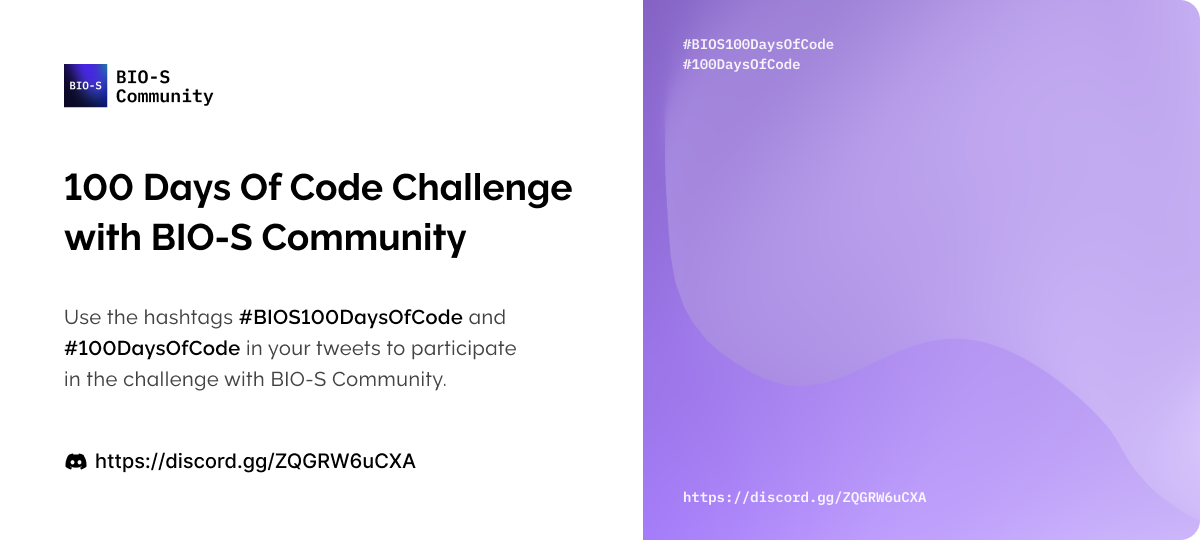 BIO-S
BIO-S
Community
100 Days Of Code Challenge
with BIO-S Community
Use the hashtags #BIOS100DaysOfCode and
#100DaysOfCode in your tweets to participate
in the challenge with BIO-S Community.
https://discord.gg/ZQGRW6uCXA
#BIOS100DaysOfCode
#100DaysOfCode
https://discord.gg/ZQGRW6uCXA